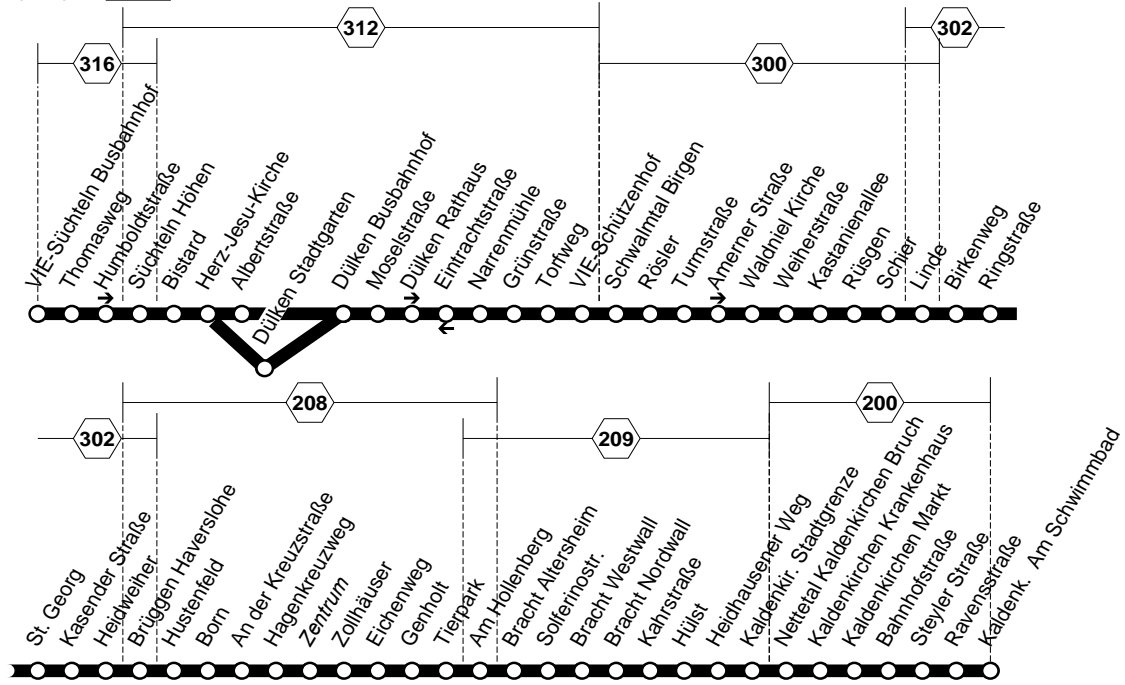 312
302
316
300
VIE-Süchteln Busbahnhof
Thomasweg
Humboldtstraße
Süchteln Höhen
Bistard
Herz-Jesu-Kirche
Albertstraße
Dülken Stadtgarten
Dülken Busbahnhof
Moselstraße
Dülken Rathaus
Eintrachtstraße
Narrenmühle
Grünstraße
Torfweg
VIE-Schützenhof
Schwalmtal Birgen
Rösler
Turmstraße
Amerner Straße
Waldniel Kirche
Weiherstraße
Kastanienallee
Rüsgen
Schier
Linde
Birkenweg
Ringstraße
208
200
302
209
St. Georg
Kasender Straße
Heidweiher
Brüggen Haverslohe
Hustenfeld
Born
An der Kreuzstraße
Hagenkreuzweg
Zentrum
Zollhäuser
Eichenweg
Genholt
Tierpark
Am Hollenberg
Bracht Altersheim
Solferinostr.
Bracht Westwall
Bracht Nordwall
Kahrstraße
Hülst
Heidhausener Weg
Kaldenkir. Stadtgrenze
Nettetal Kaldenkirchen Bruch
Kaldenkirchen Krankenhaus
Kaldenkirchen Markt
Bahnhofstraße
Steyler Straße
Ravensstraße
Kaldenk. Am Schwimmbad